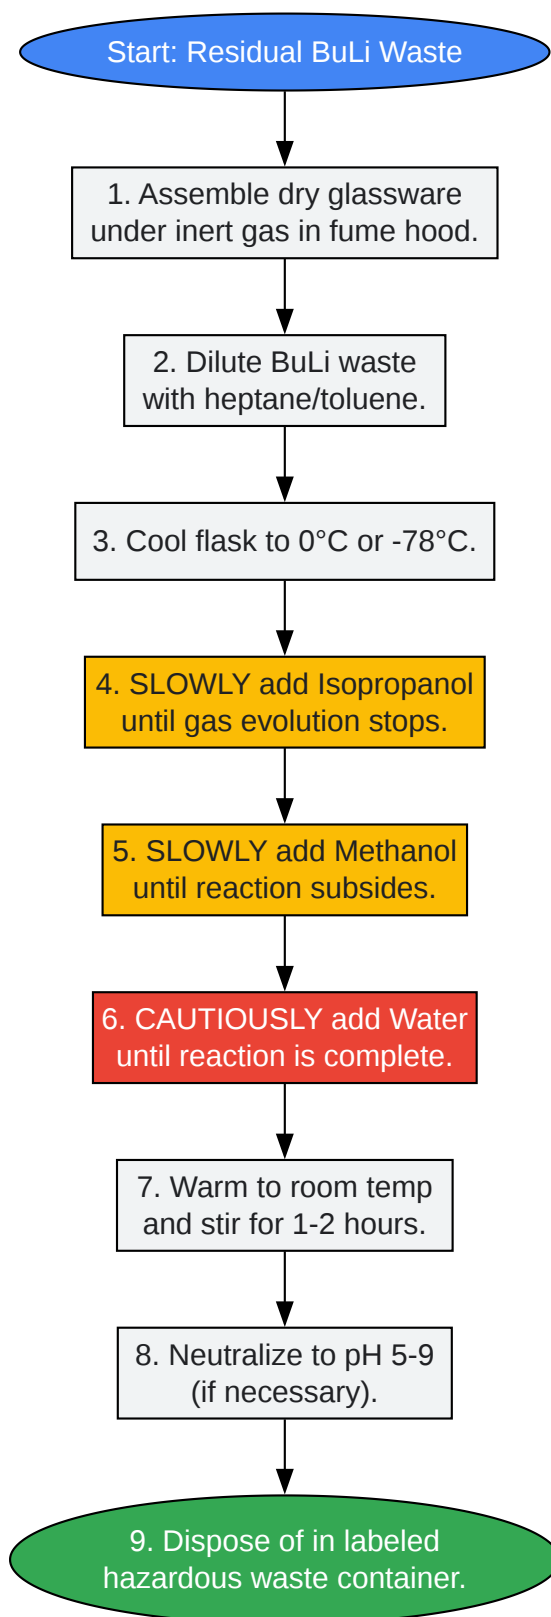 Start: Residual BuLi Waste
1. Assemble dry glassware
under inert gas in fume hood.
2. Dilute BuLi waste
with heptane/toluene.
3. Cool flask to 0°C or -78°C.
4. SLOWLY add Isopropanol
until gas evolution stops.
5. SLOWLY add Methanol
until reaction subsides.
6. CAUTIOUSLY add Water
until reaction is complete.
7. Warm to room temp
and stir for 1-2 hours.
8. Neutralize to pH 5-9
(if necessary).
9. Dispose of in labeled
hazardous waste container.